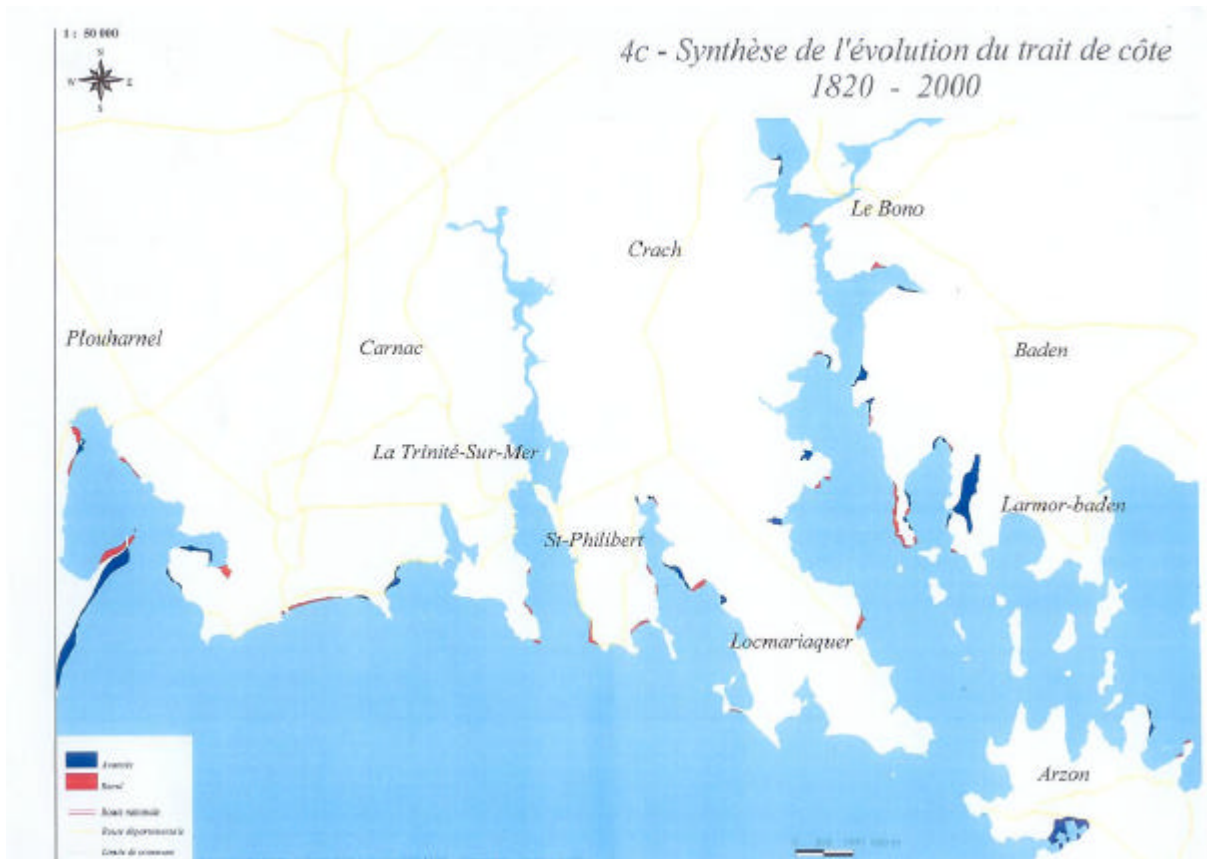 1 : 50 000
N
W E
S
4c - Synthèse de l'évolution du trait de côte
1820 - 2000
Le Bono
Crach
Plouharnel
Carnac
Baden
La Trinité-Sur-Mer
Larmor-baden
St-Philibert
Locmariaquer
Arzon
Avancée
Recul
Route nationale
Route départementale
Limite de commune